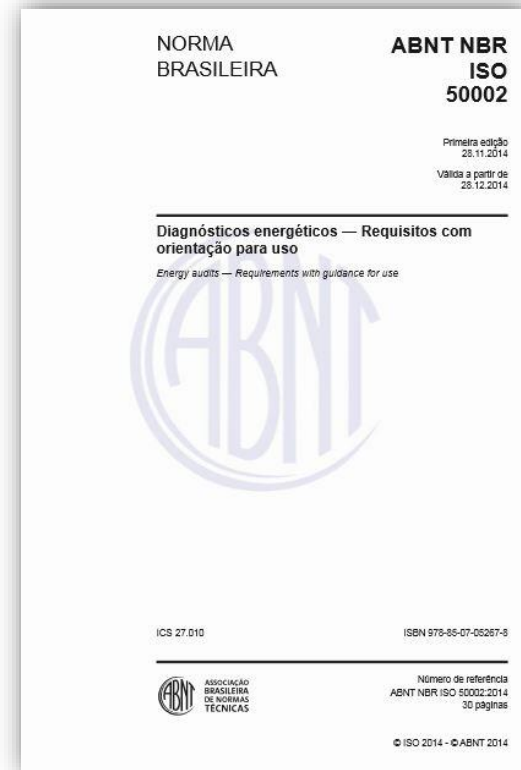 NORMA
BRASILEIRA
ABNT NBR
ISO
50002
Primeira edição
28.11.2014
Válida a partir de
28.12.2014
Diagnósticos energéticos — Requisitos com
orientação para uso
Energy audits — Requirements with guidance for use
ABNT
ICS 27.010
ISBN 978-85-07-05267-8
ABNT
ASSOCIAÇÃO
BRASILEIRA
DE NORMAS
TÉCNICAS
Número de referência
ABNT NBR ISO 50002:2014
30 páginas
© ISO 2014 - © ABNT 2014